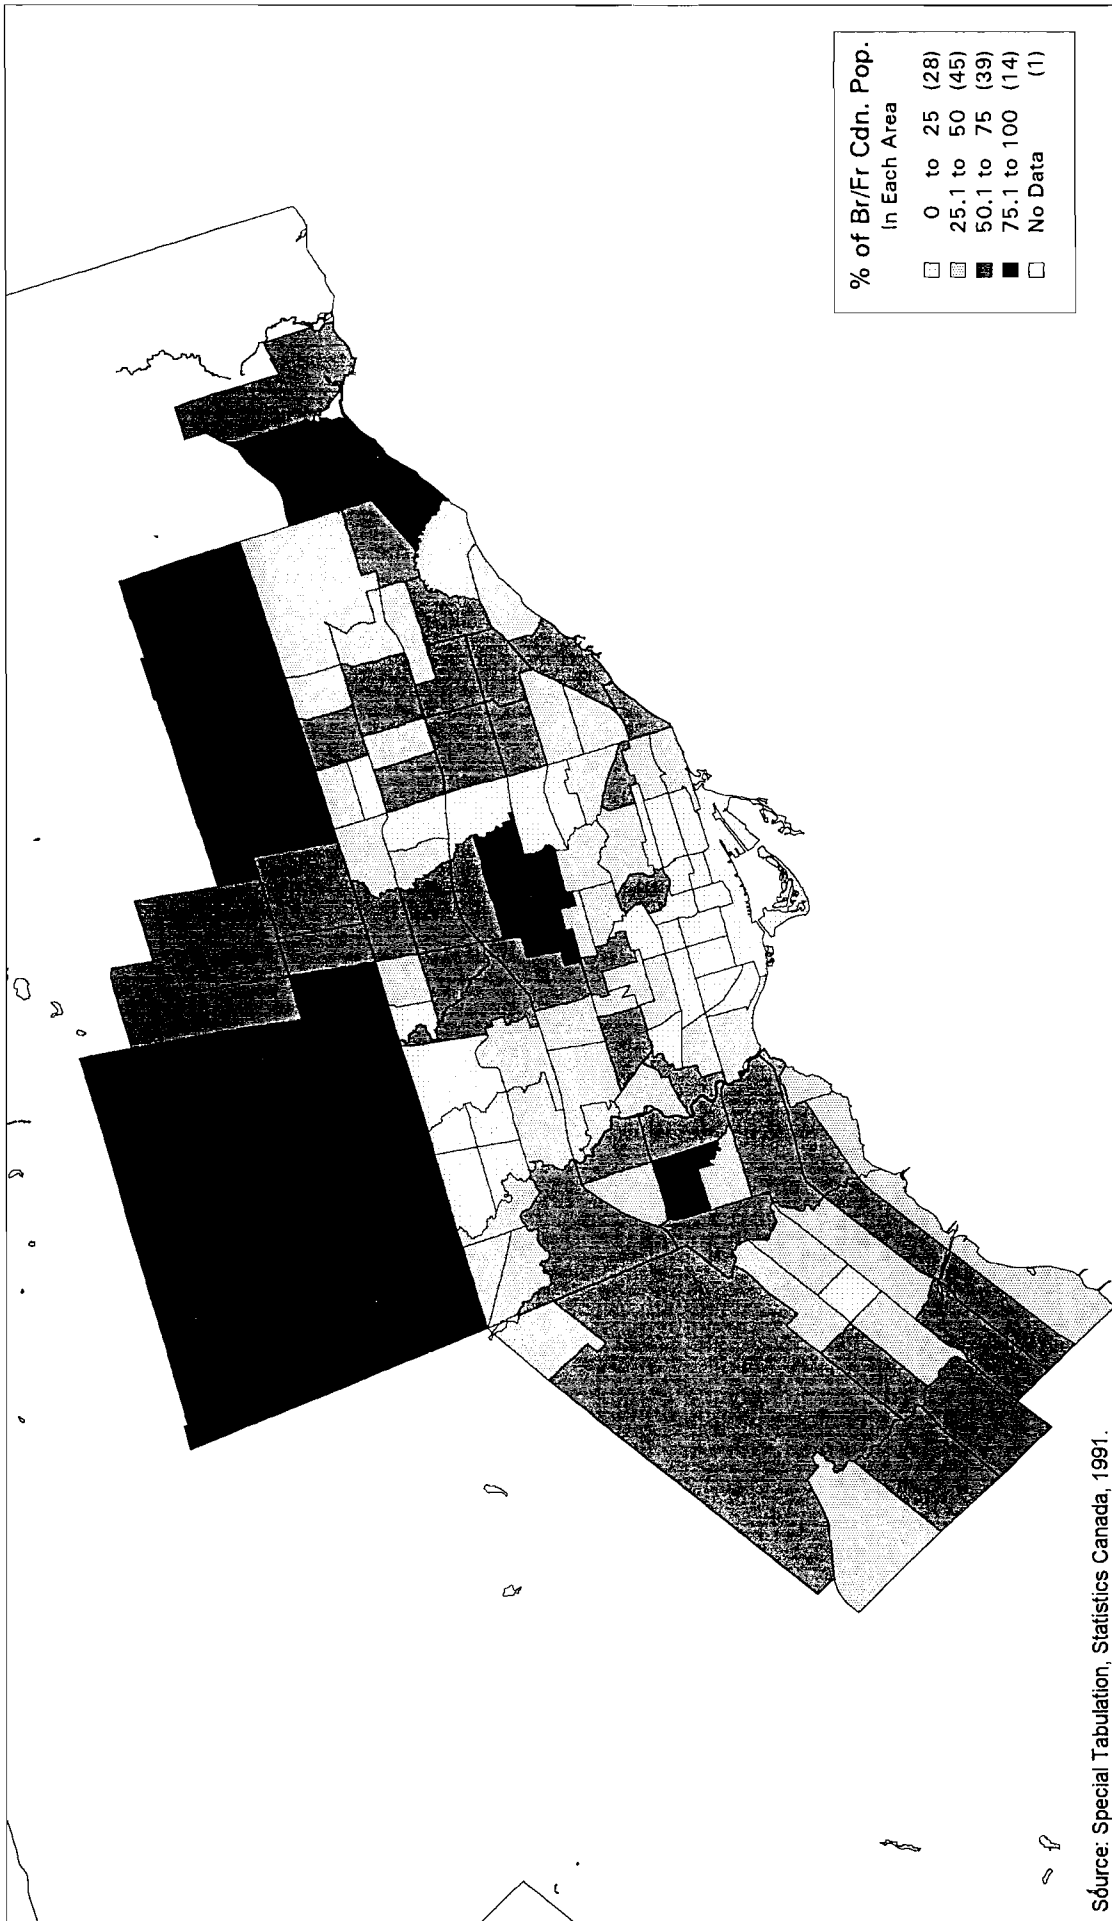 % of Br/Fr Cdn. Pop.
In Each Area
0 to 25 (28)
25.1 to 50 (45)
50.1 to 75 (39)
75.1 to 100 (14)
No Data (1)
Source: Special Tabulation, Statistics Canada, 1991.